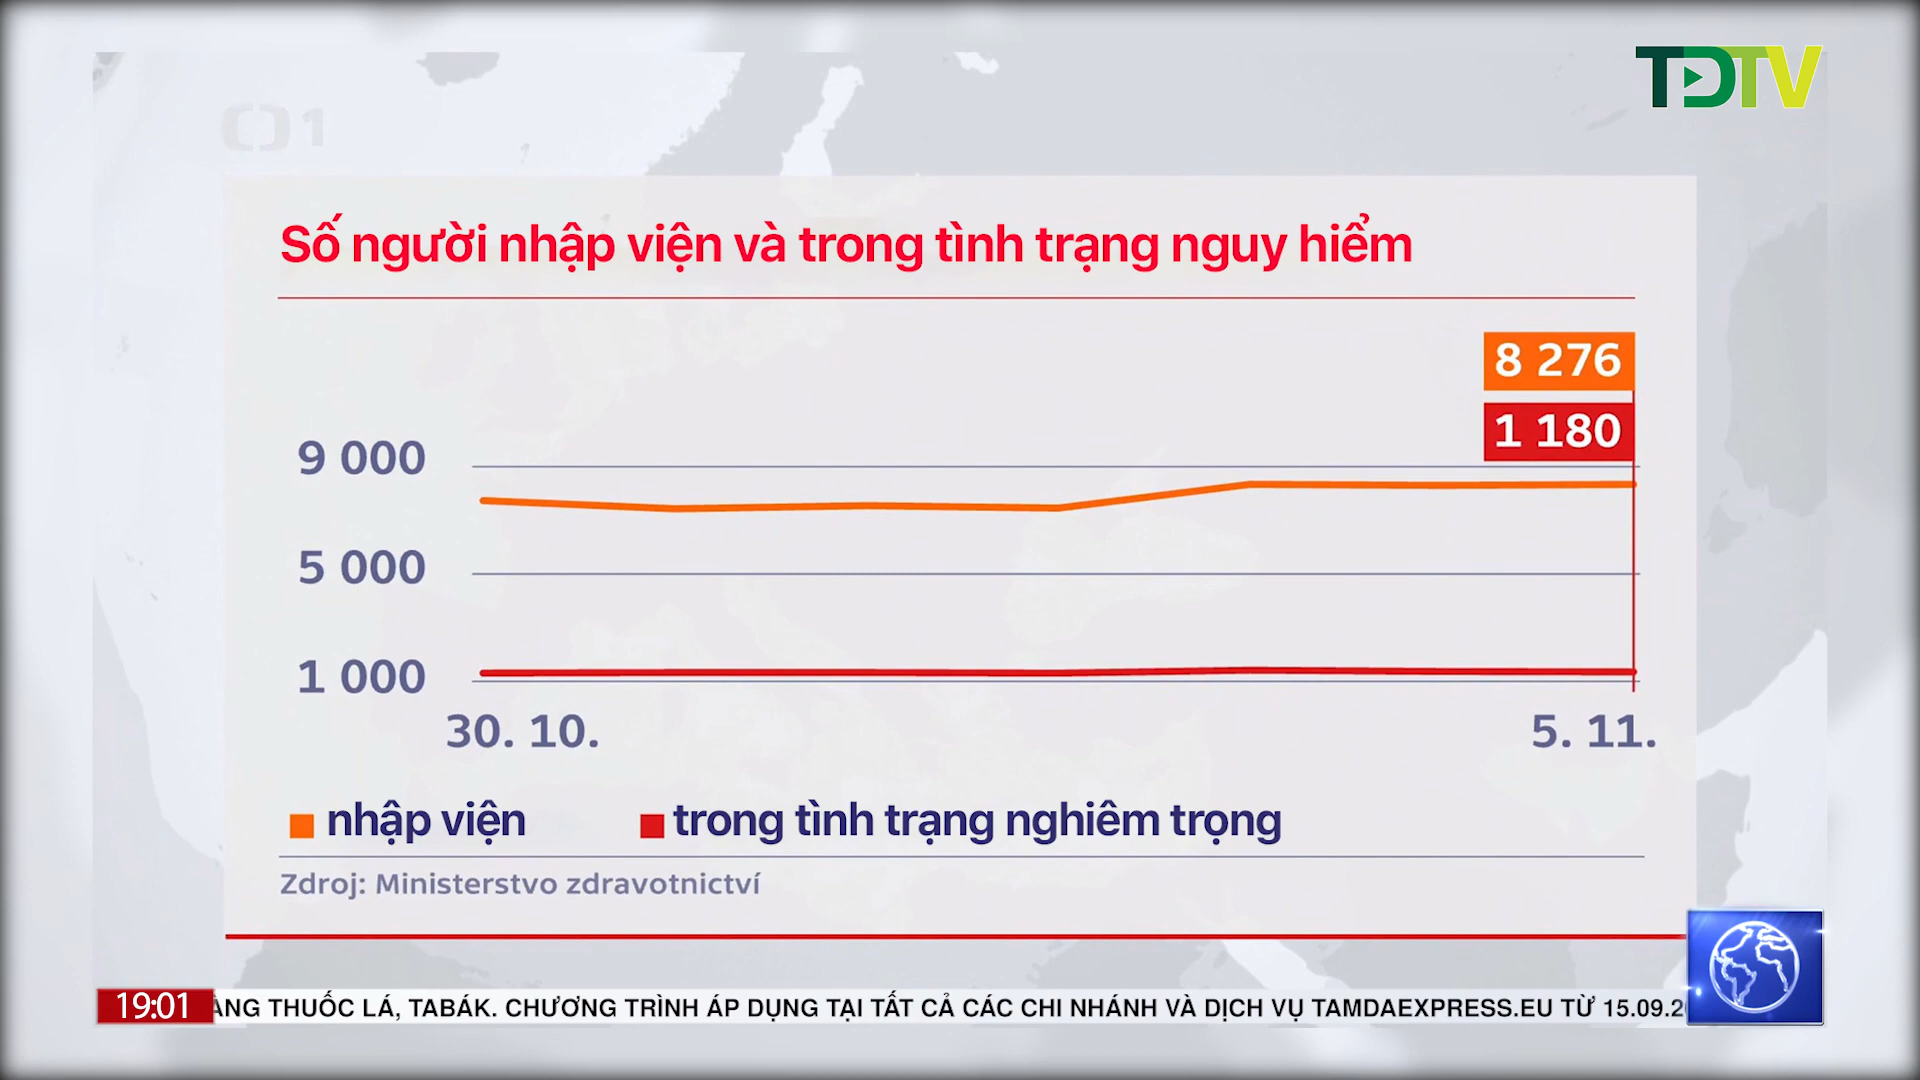 TDTV
1
Số người nhập viện và trong tình trạng nguy hiểm
8 276
1 180
9 000
5 000
1 000
30. 10.
5. 11.
nhập viện
trong tình trạng nghiêm trọng
Zdroj: Ministerstvo zdravotnictví
19:01
THUỐC LÁ, TABÁK. CHƯƠNG TRÌNH ÁP DỤNG TẠI TẤT CẢ CÁC CHI NHÁNH VÀ DỊCH VỤ TAMDAEXPRESS.EU TỪ 15.09.